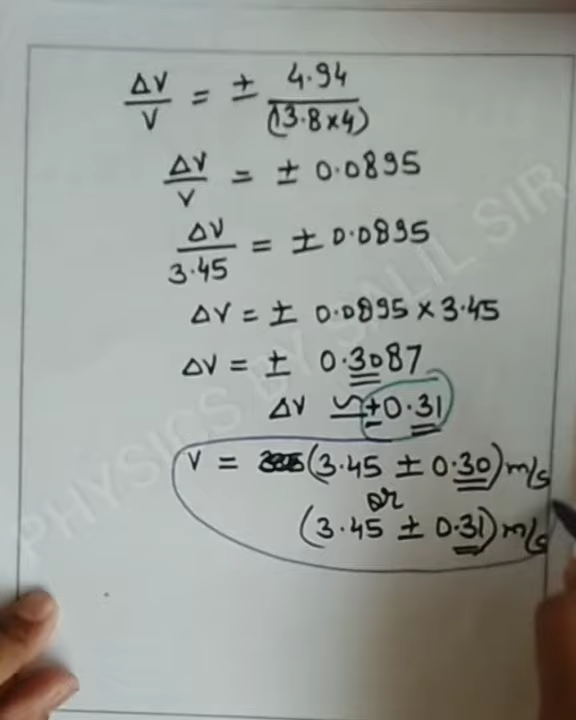 ΔV/V = ± 4.94/(13.8×4)
ΔV/V = ± 0.0895
ΔV/3.45 = ± 0.0895
ΔV = ± 0.0895 × 3.45
ΔV = ± 0.3087
ΔV ≃ ±0.31
V = (3.45 ± 0.30) m/s
or
(3.45 ± 0.31) m/s
PHYSICS BY SALIL SIR